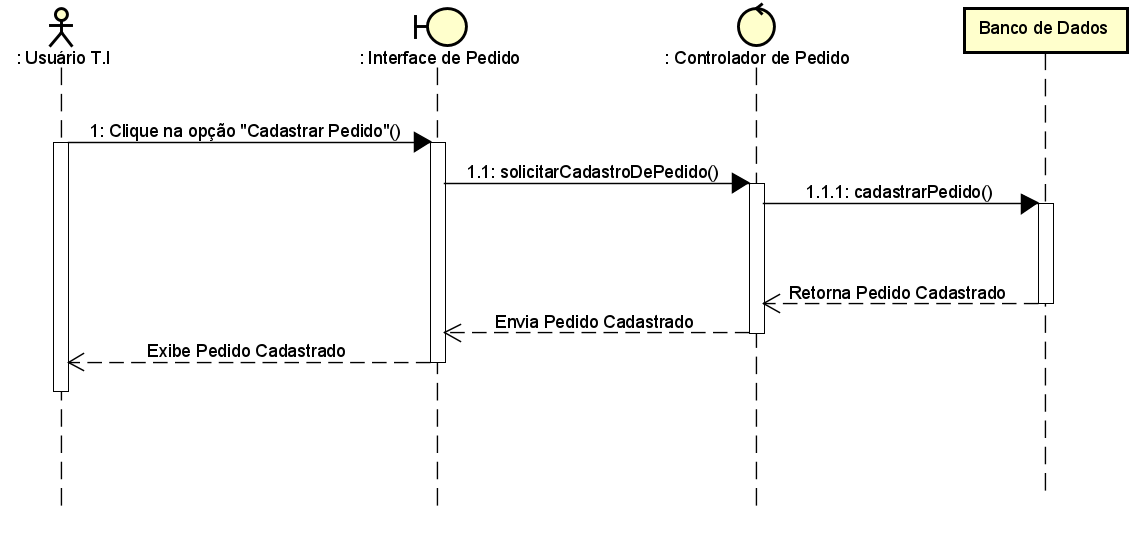 : Usuário T.I
: Interface de Pedido
: Controlador de Pedido
Banco de Dados
1: Clique na opção "Cadastrar Pedido"()
1.1: solicitarCadastroDePedido()
1.1.1: cadastrarPedido()
Retorna Pedido Cadastrado
Envia Pedido Cadastrado
Exibe Pedido Cadastrado